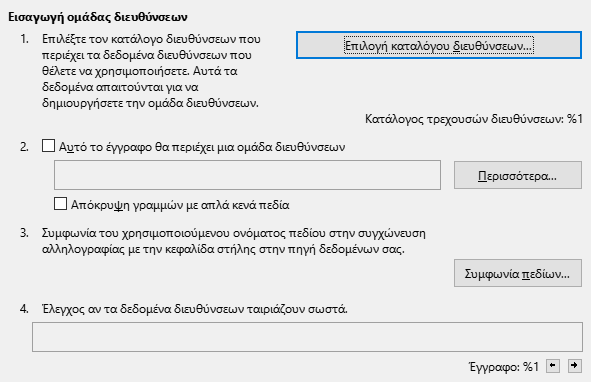 Εισαγωγή ομάδας διευθύνσεων
1. Επιλέξτε τον κατάλογο διευθύνσεων που
περιέχει τα δεδομένα διευθύνσεων που
θέλετε να χρησιμοποιήσετε. Αυτά τα
δεδομένα απαιτούνται για να
δημιουργήσετε την ομάδα διευθύνσεων.
Επιλογή καταλόγου διευθύνσεων...
Κατάλογος τρεχουσών διευθύνσεων: %1
2. Αυτό το έγγραφο θα περιέχει μια ομάδα διευθύνσεων
Περισσότερα...
Απόκρυψη γραμμών με απλά κενά πεδία
3. Συμφωνία του χρησιμοποιούμενου ονόματος πεδίου στην συγχώνευση
αλληλογραφίας με την κεφαλίδα στήλης στην πηγή δεδομένων σας.
Συμφωνία πεδίων...
4. Έλεγχος αν τα δεδομένα διευθύνσεων ταιριάζουν σωστά.
Έγγραφο: %1